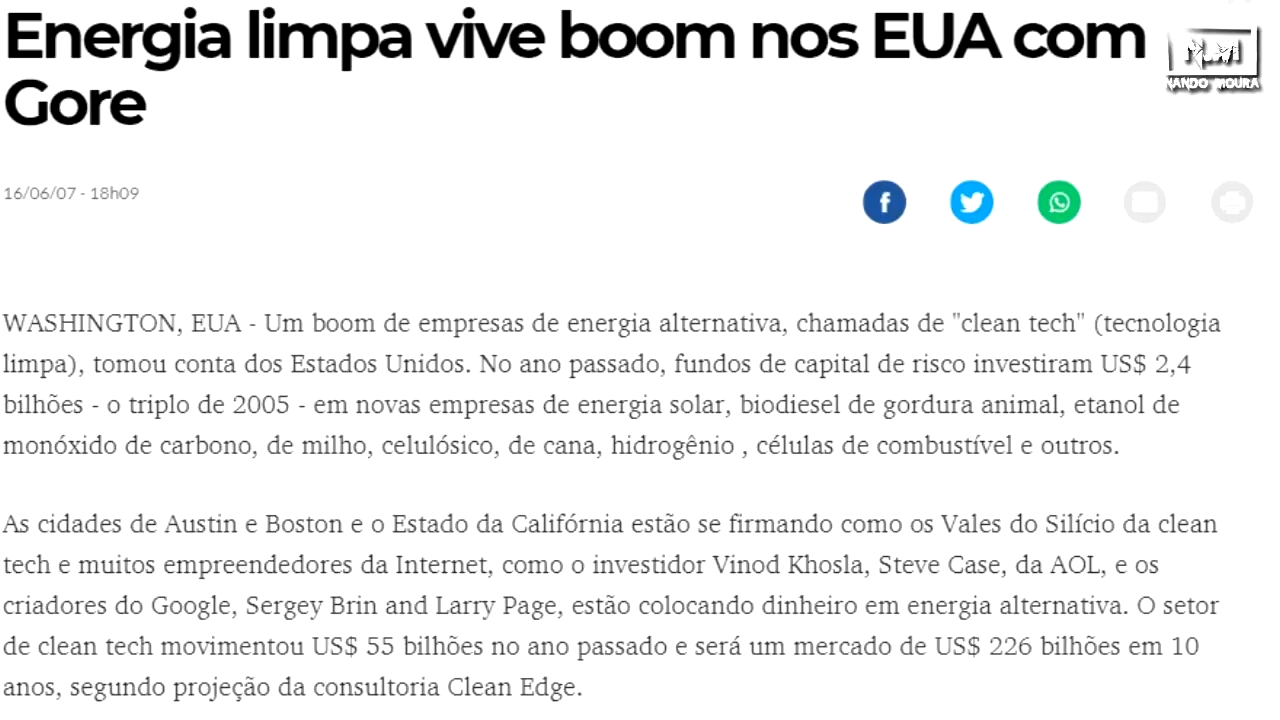 Energia limpa vive boom nos EUA com
Gore
NANDO MOURA
16/06/07 - 18h09
WASHINGTON, EUA - Um boom de empresas de energia alternativa, chamadas de "clean tech" (tecnologia
limpa), tomou conta dos Estados Unidos. No ano passado, fundos de capital de risco investiram US$ 2,4
bilhões - o triplo de 2005 - em novas empresas de energia solar, biodiesel de gordura animal, etanol de
monóxido de carbono, de milho, celulósico, de cana, hidrogênio , células de combustível e outros.
As cidades de Austin e Boston e o Estado da Califórnia estão se firmando como os Vales do Silício da clean
tech e muitos empreendedores da Internet, como o investidor Vinod Khosla, Steve Case, da AOL, e os
criadores do Google, Sergey Brin and Larry Page, estão colocando dinheiro em energia alternativa. O setor
de clean tech movimentou US$ 55 bilhões no ano passado e será um mercado de US$ 226 bilhões em 10
anos, segundo projeção da consultoria Clean Edge.